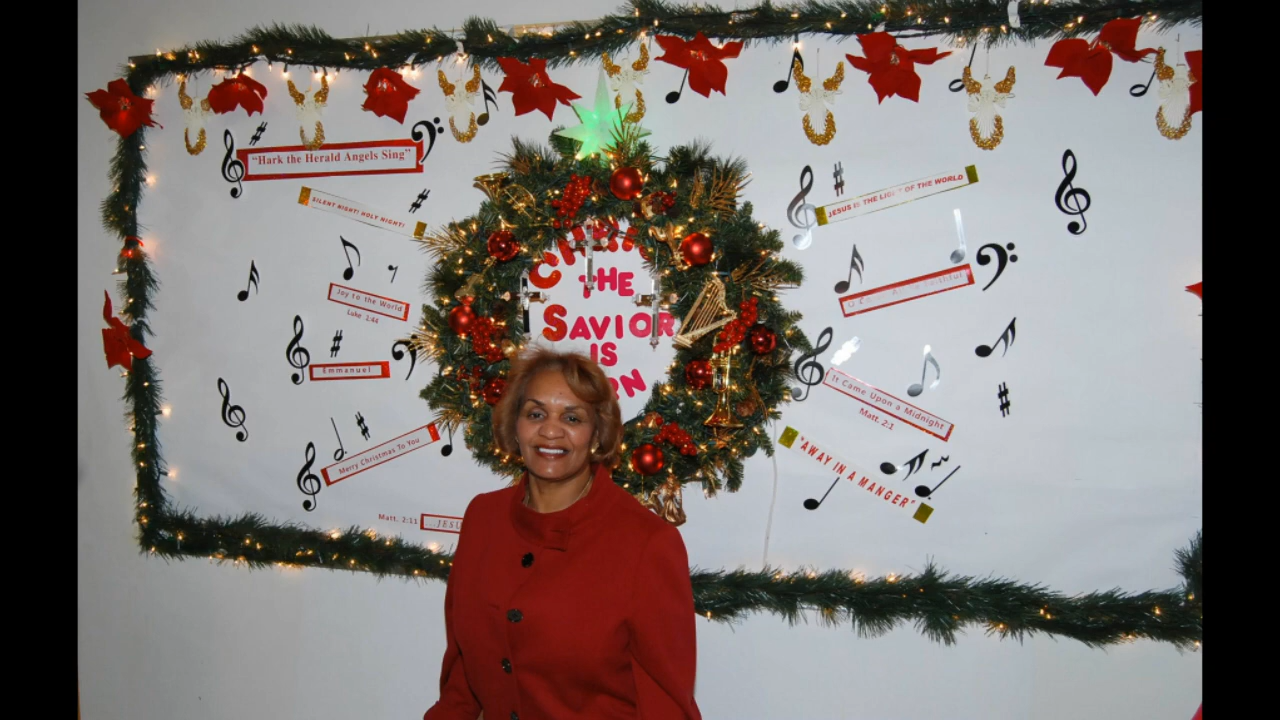 "Hark the Herald Angels Sing"
SILENT NIGHT! HOLY NIGHT!
Joy to the World
Luke 2:44
Emmanuel
Merry Christmas To You
Matt. 2:11
THE
SAVIOR
IS
JESUS IS THE LIGHT OF THE WORLD
It Came Upon a Midnight
Matt. 2:1
"AWAY IN A MANGER"